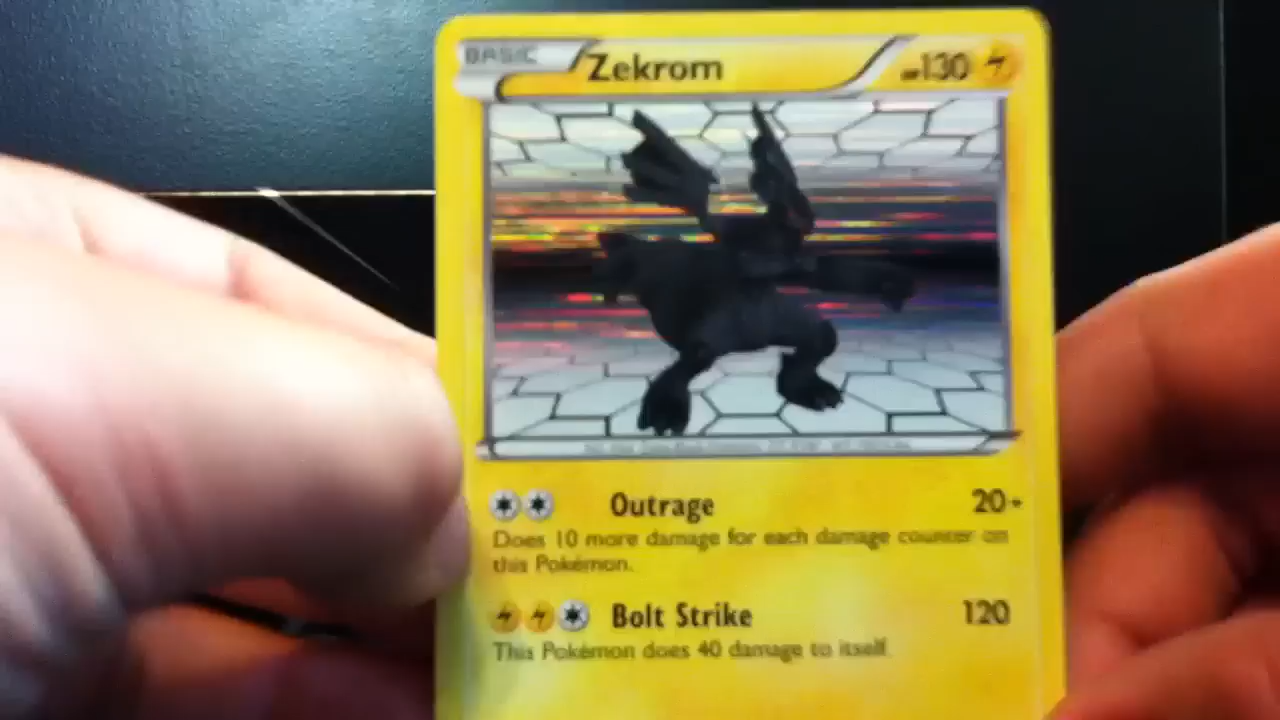 BASIC Zekrom HP130
Outrage 20+
Does 10 more damage for each damage counter on
this Pokémon.
Bolt Strike 120
This Pokémon does 40 damage to itself.